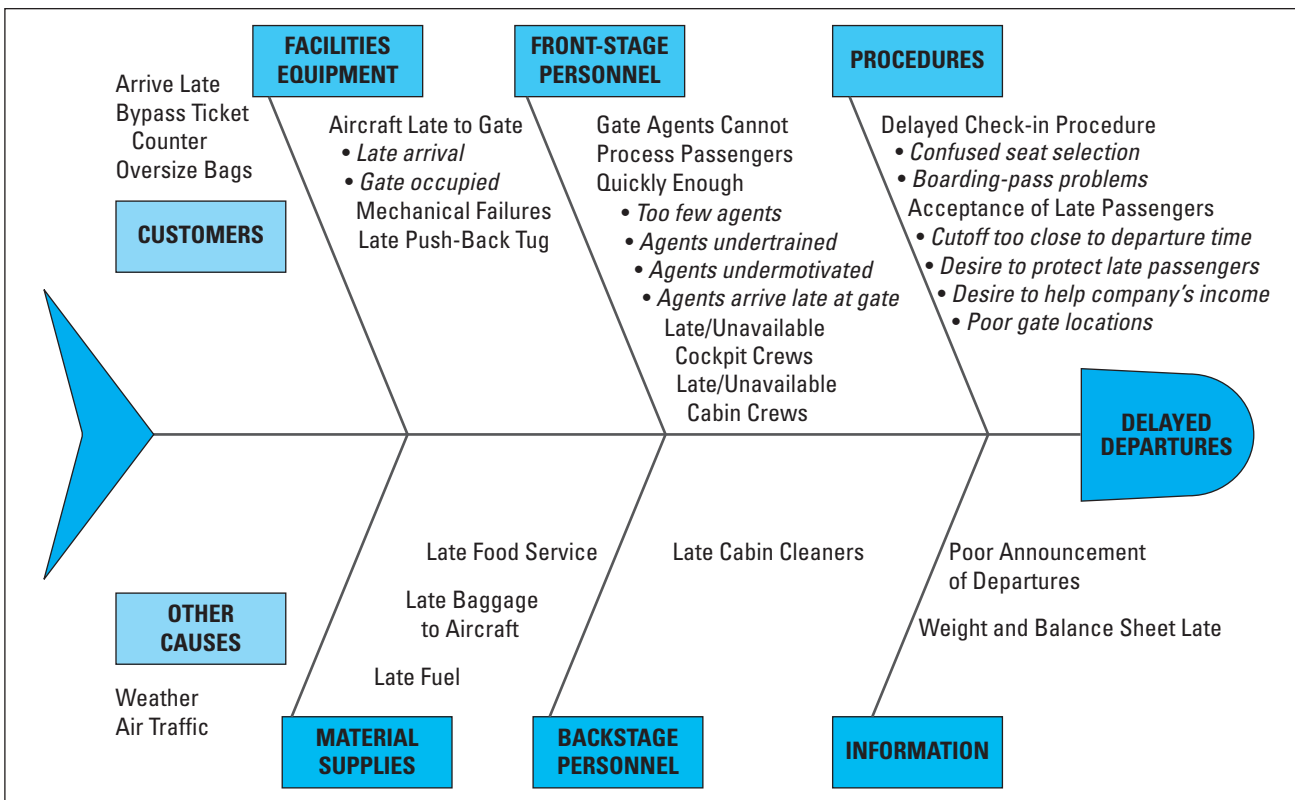 FACILITIES
EQUIPMENT
FRONT-STAGE
PERSONNEL
PROCEDURES
Arrive Late
Bypass Ticket
Counter
Oversize Bags
CUSTOMERS
Aircraft Late to Gate
• Late arrival
• Gate occupied
Mechanical Failures
Late Push-Back Tug
Gate Agents Cannot
Process Passengers
Quickly Enough
• Too few agents
• Agents undertrained
• Agents undermotivated
• Agents arrive late at gate
Late/Unavailable
Cockpit Crews
Late/Unavailable
Cabin Crews
Delayed Check-in Procedure
• Confused seat selection
• Boarding-pass problems
Acceptance of Late Passengers
• Cutoff too close to departure time
• Desire to protect late passengers
• Desire to help company’s income
• Poor gate locations
DELAYED
DEPARTURES
OTHER
CAUSES
Weather
Air Traffic
Late Food Service
Late Baggage
to Aircraft
Late Fuel
MATERIAL
SUPPLIES
Late Cabin Cleaners
BACKSTAGE
PERSONNEL
Poor Announcement
of Departures
Weight and Balance Sheet Late
INFORMATION